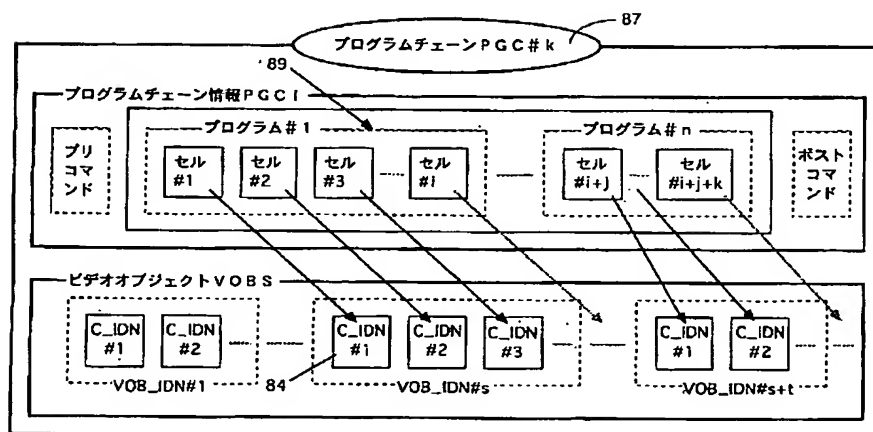 プログラムチェーンPGC#k
87
89
プログラムチェーン情報PGCI
プログラム#1
プログラム#n
プリ
コマ
ンド
セル
#1
セル
#2
セル
#3
セル
#i
セル
#i+j
セル
#i+j+k
ポスト
コマ
ンド
ビデオオブジェクトVOBS
C_IDN
#1
C_IDN
#2
C_IDN
#1
C_IDN
#2
C_IDN
#3
C_IDN
#1
C_IDN
#2
VOB_IDN#1
84
VOB_IDN#s
VOB_IDN#s+t